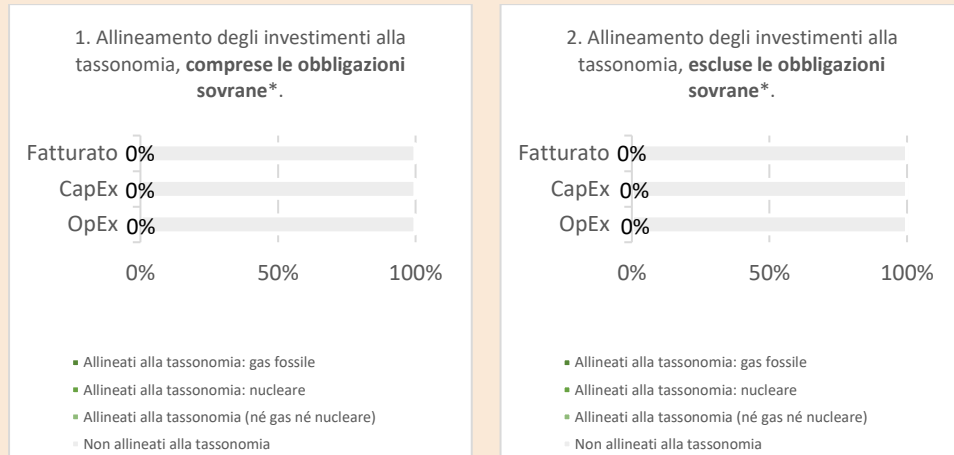 1. Allineamento degli investimenti alla
tassonomia, comprese le obbligazioni
sovrane*.
Fatturato 0%
CapEx 0%
OpEx 0%
0% 50% 100%
▪ Allineati alla tassonomia: gas fossile
▪ Allineati alla tassonomia: nucleare
▪ Allineati alla tassonomia (né gas né nucleare)
▪ Non allineati alla tassonomia
2. Allineamento degli investimenti alla
tassonomia, escluse le obbligazioni
sovrane*.
Fatturato 0%
CapEx 0%
OpEx 0%
0% 50% 100%
▪ Allineati alla tassonomia: gas fossile
▪ Allineati alla tassonomia: nucleare
▪ Allineati alla tassonomia (né gas né nucleare)
▪ Non allineati alla tassonomia